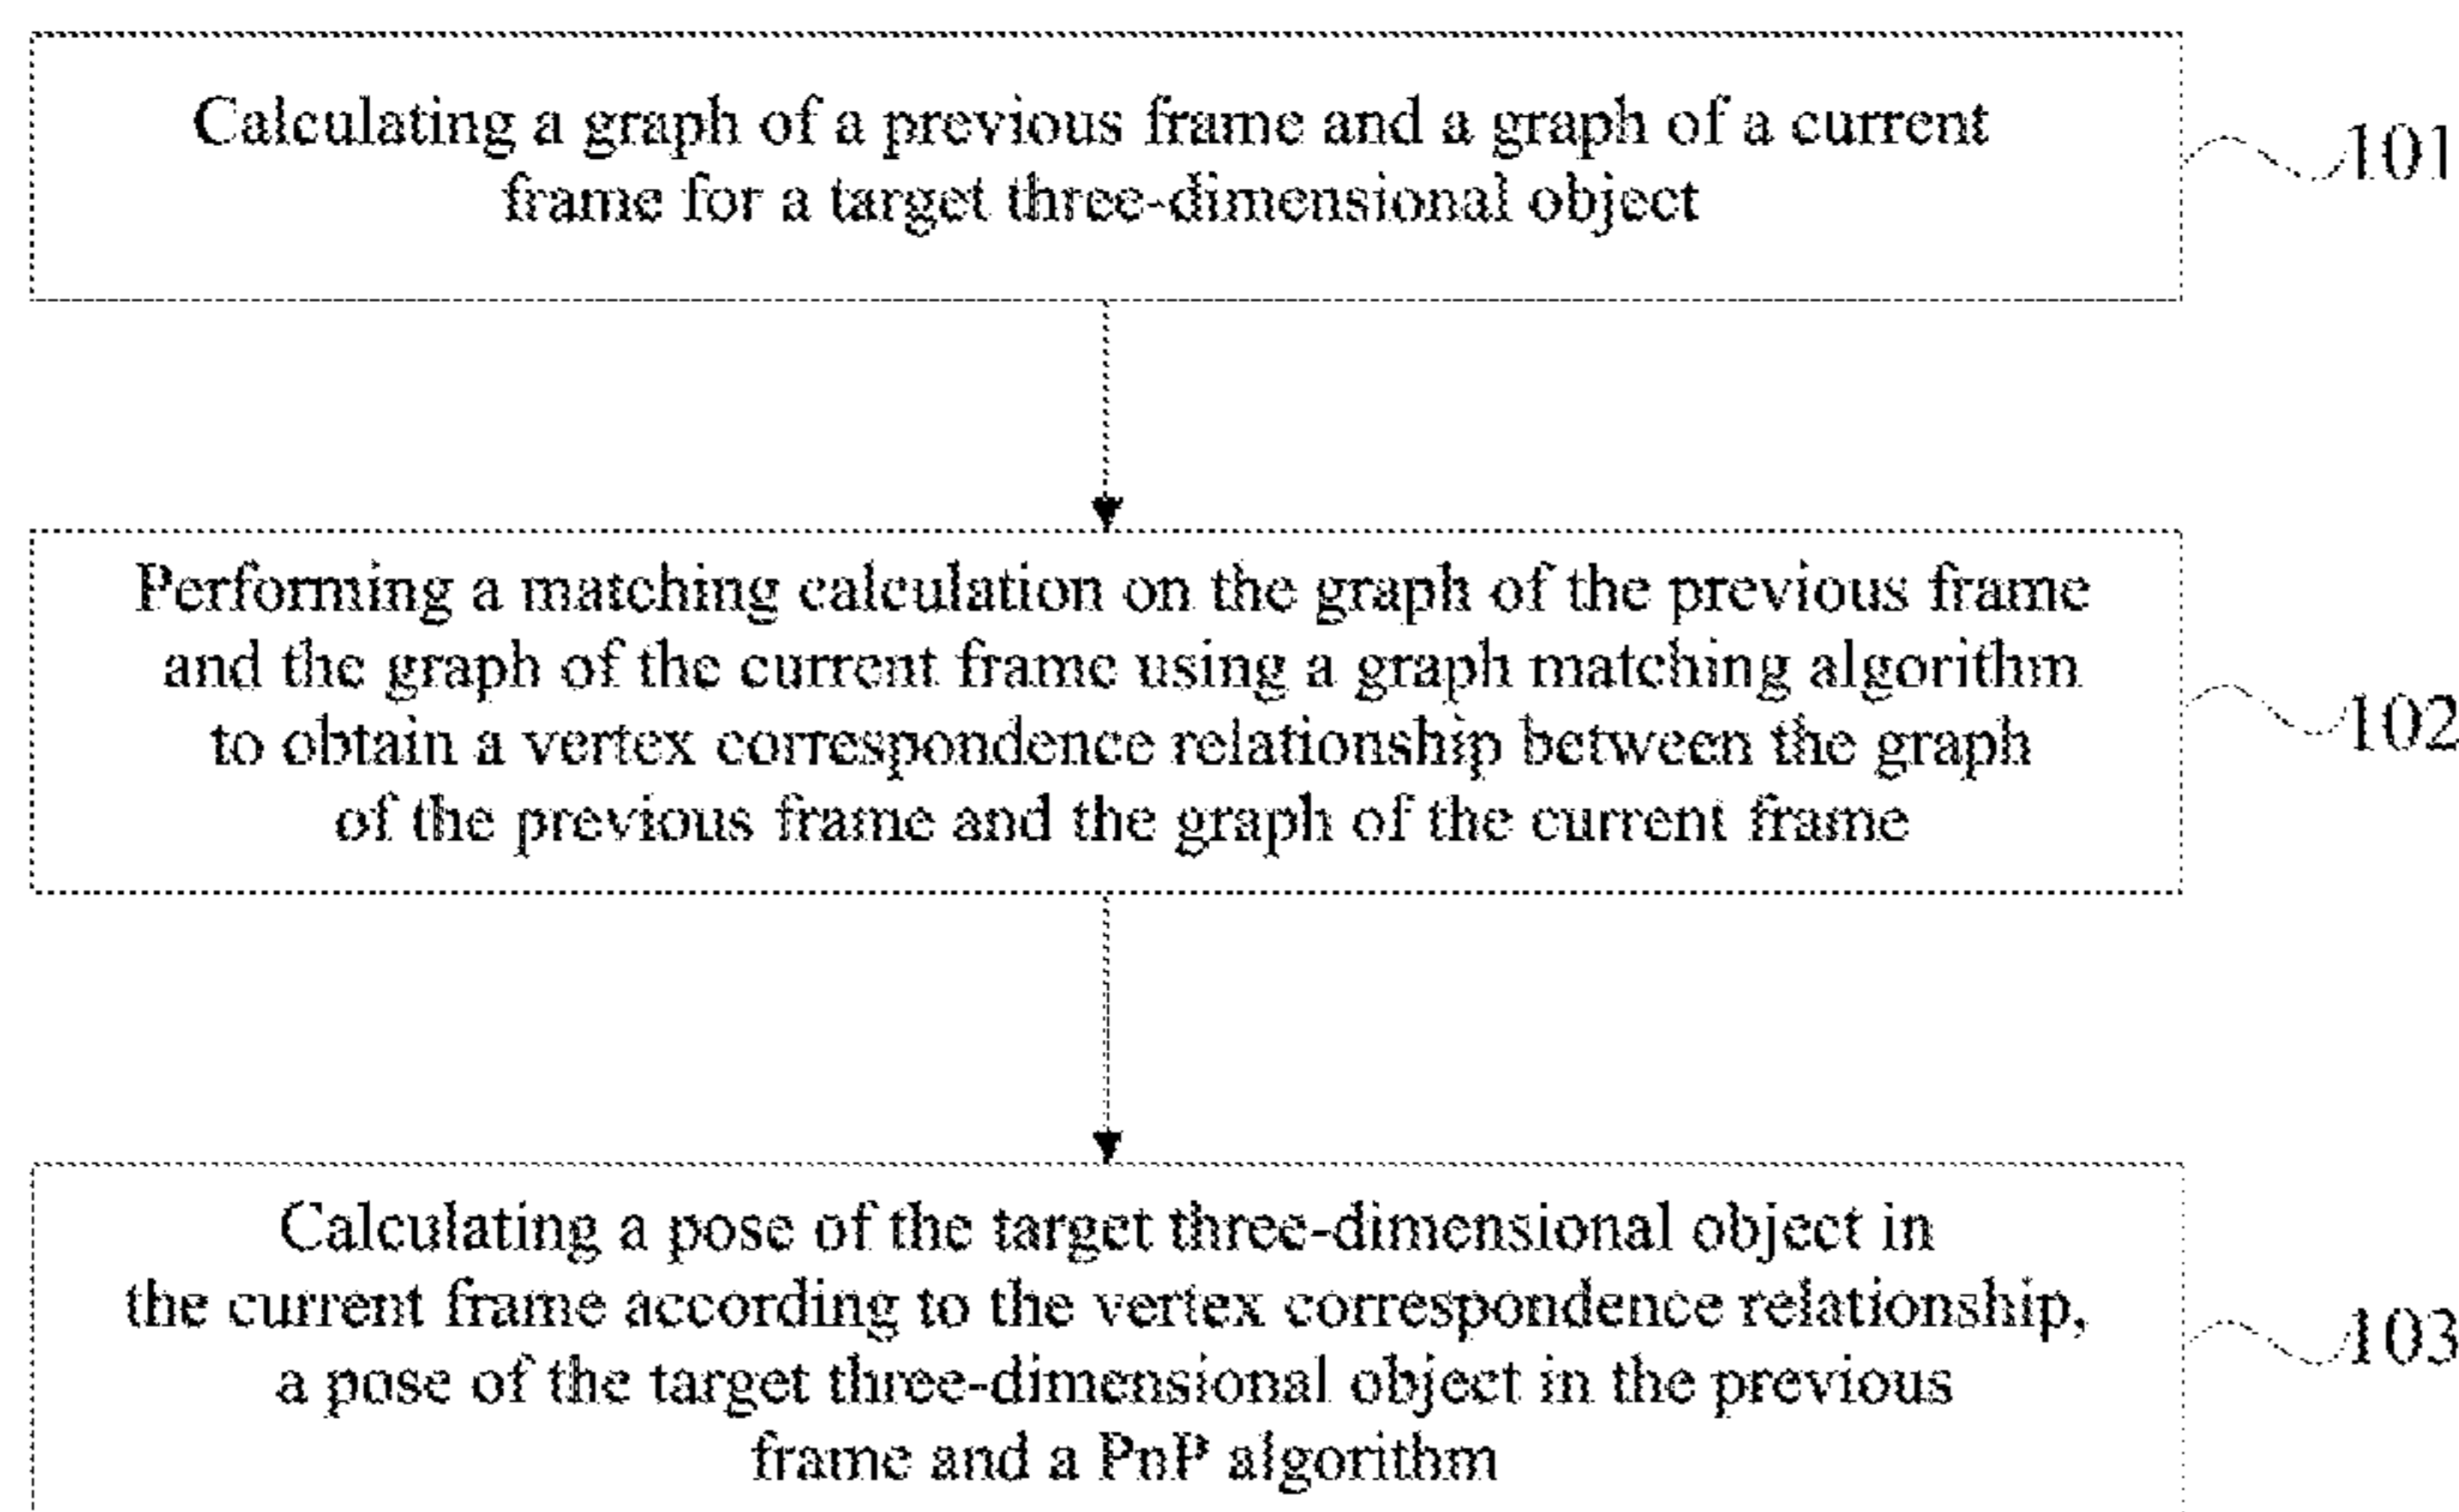 Calculating a graph of a previous frame and a graph of a current
frame for a target three-dimensional object
101
Performing a matching calculation on the graph of the previous frame
and the graph of the current frame using a graph matching algorithm
to obtain a vertex correspondence relationship between the graph
of the previous frame and the graph of the current frame
102
Calculating a pose of the target three-dimensional object in
the current frame according to the vertex correspondence relationship,
a pose of the target three-dimensional object in the previous
frame and a PnP algorithm
103